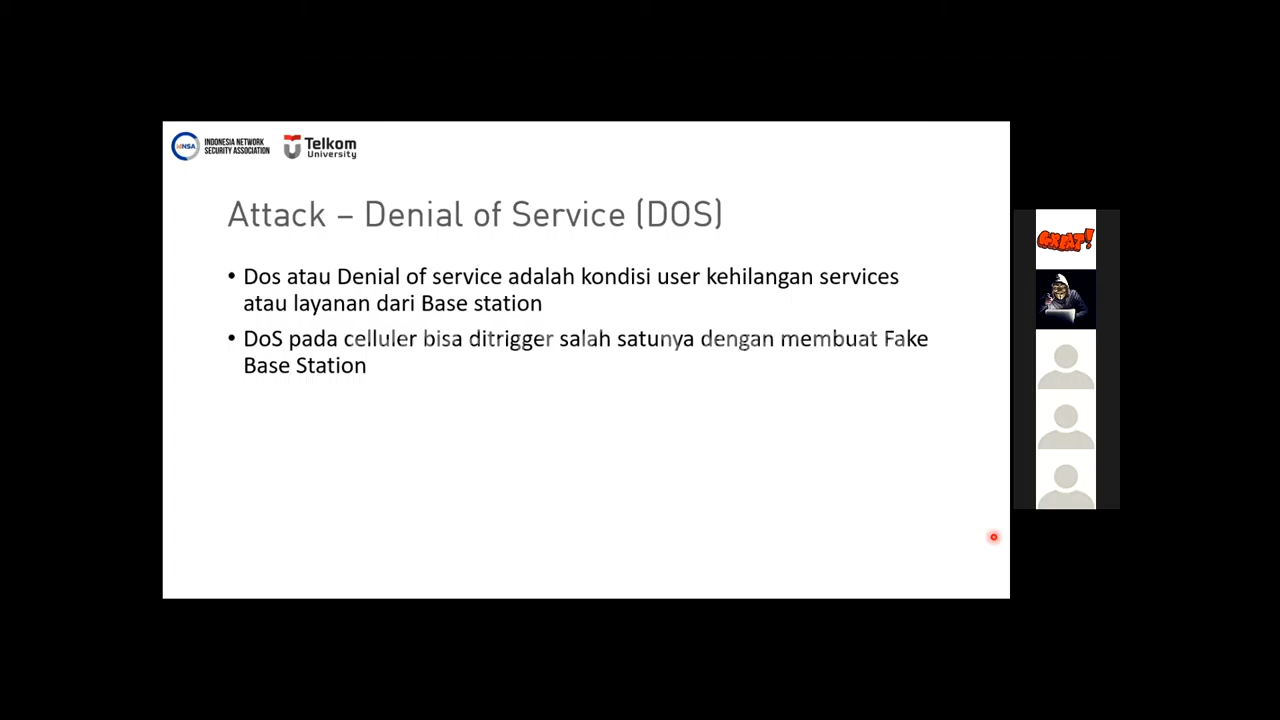 INSA
INDONESIA NETWORK
SECURITY ASSOCIATION
Telkom
University
Attack – Denial of Service (DOS)
• Dos atau Denial of service adalah kondisi user kehilangan services
atau layanan dari Base station
• DoS pada celluler bisa ditrigger salah satunya dengan membuat Fake
Base Station
GREAT!